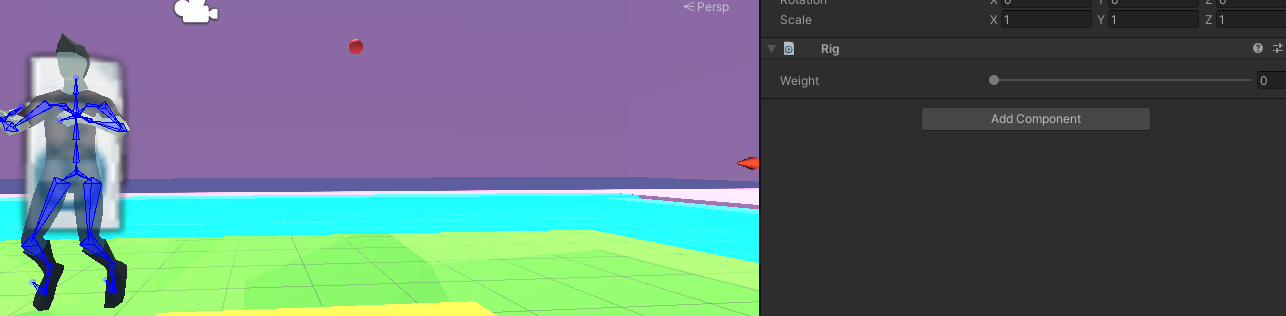 Persp
Rotation X 0 Y 0 Z 0
Scale X 1 Y 1 Z 1
Rig
Weight 0
Add Component